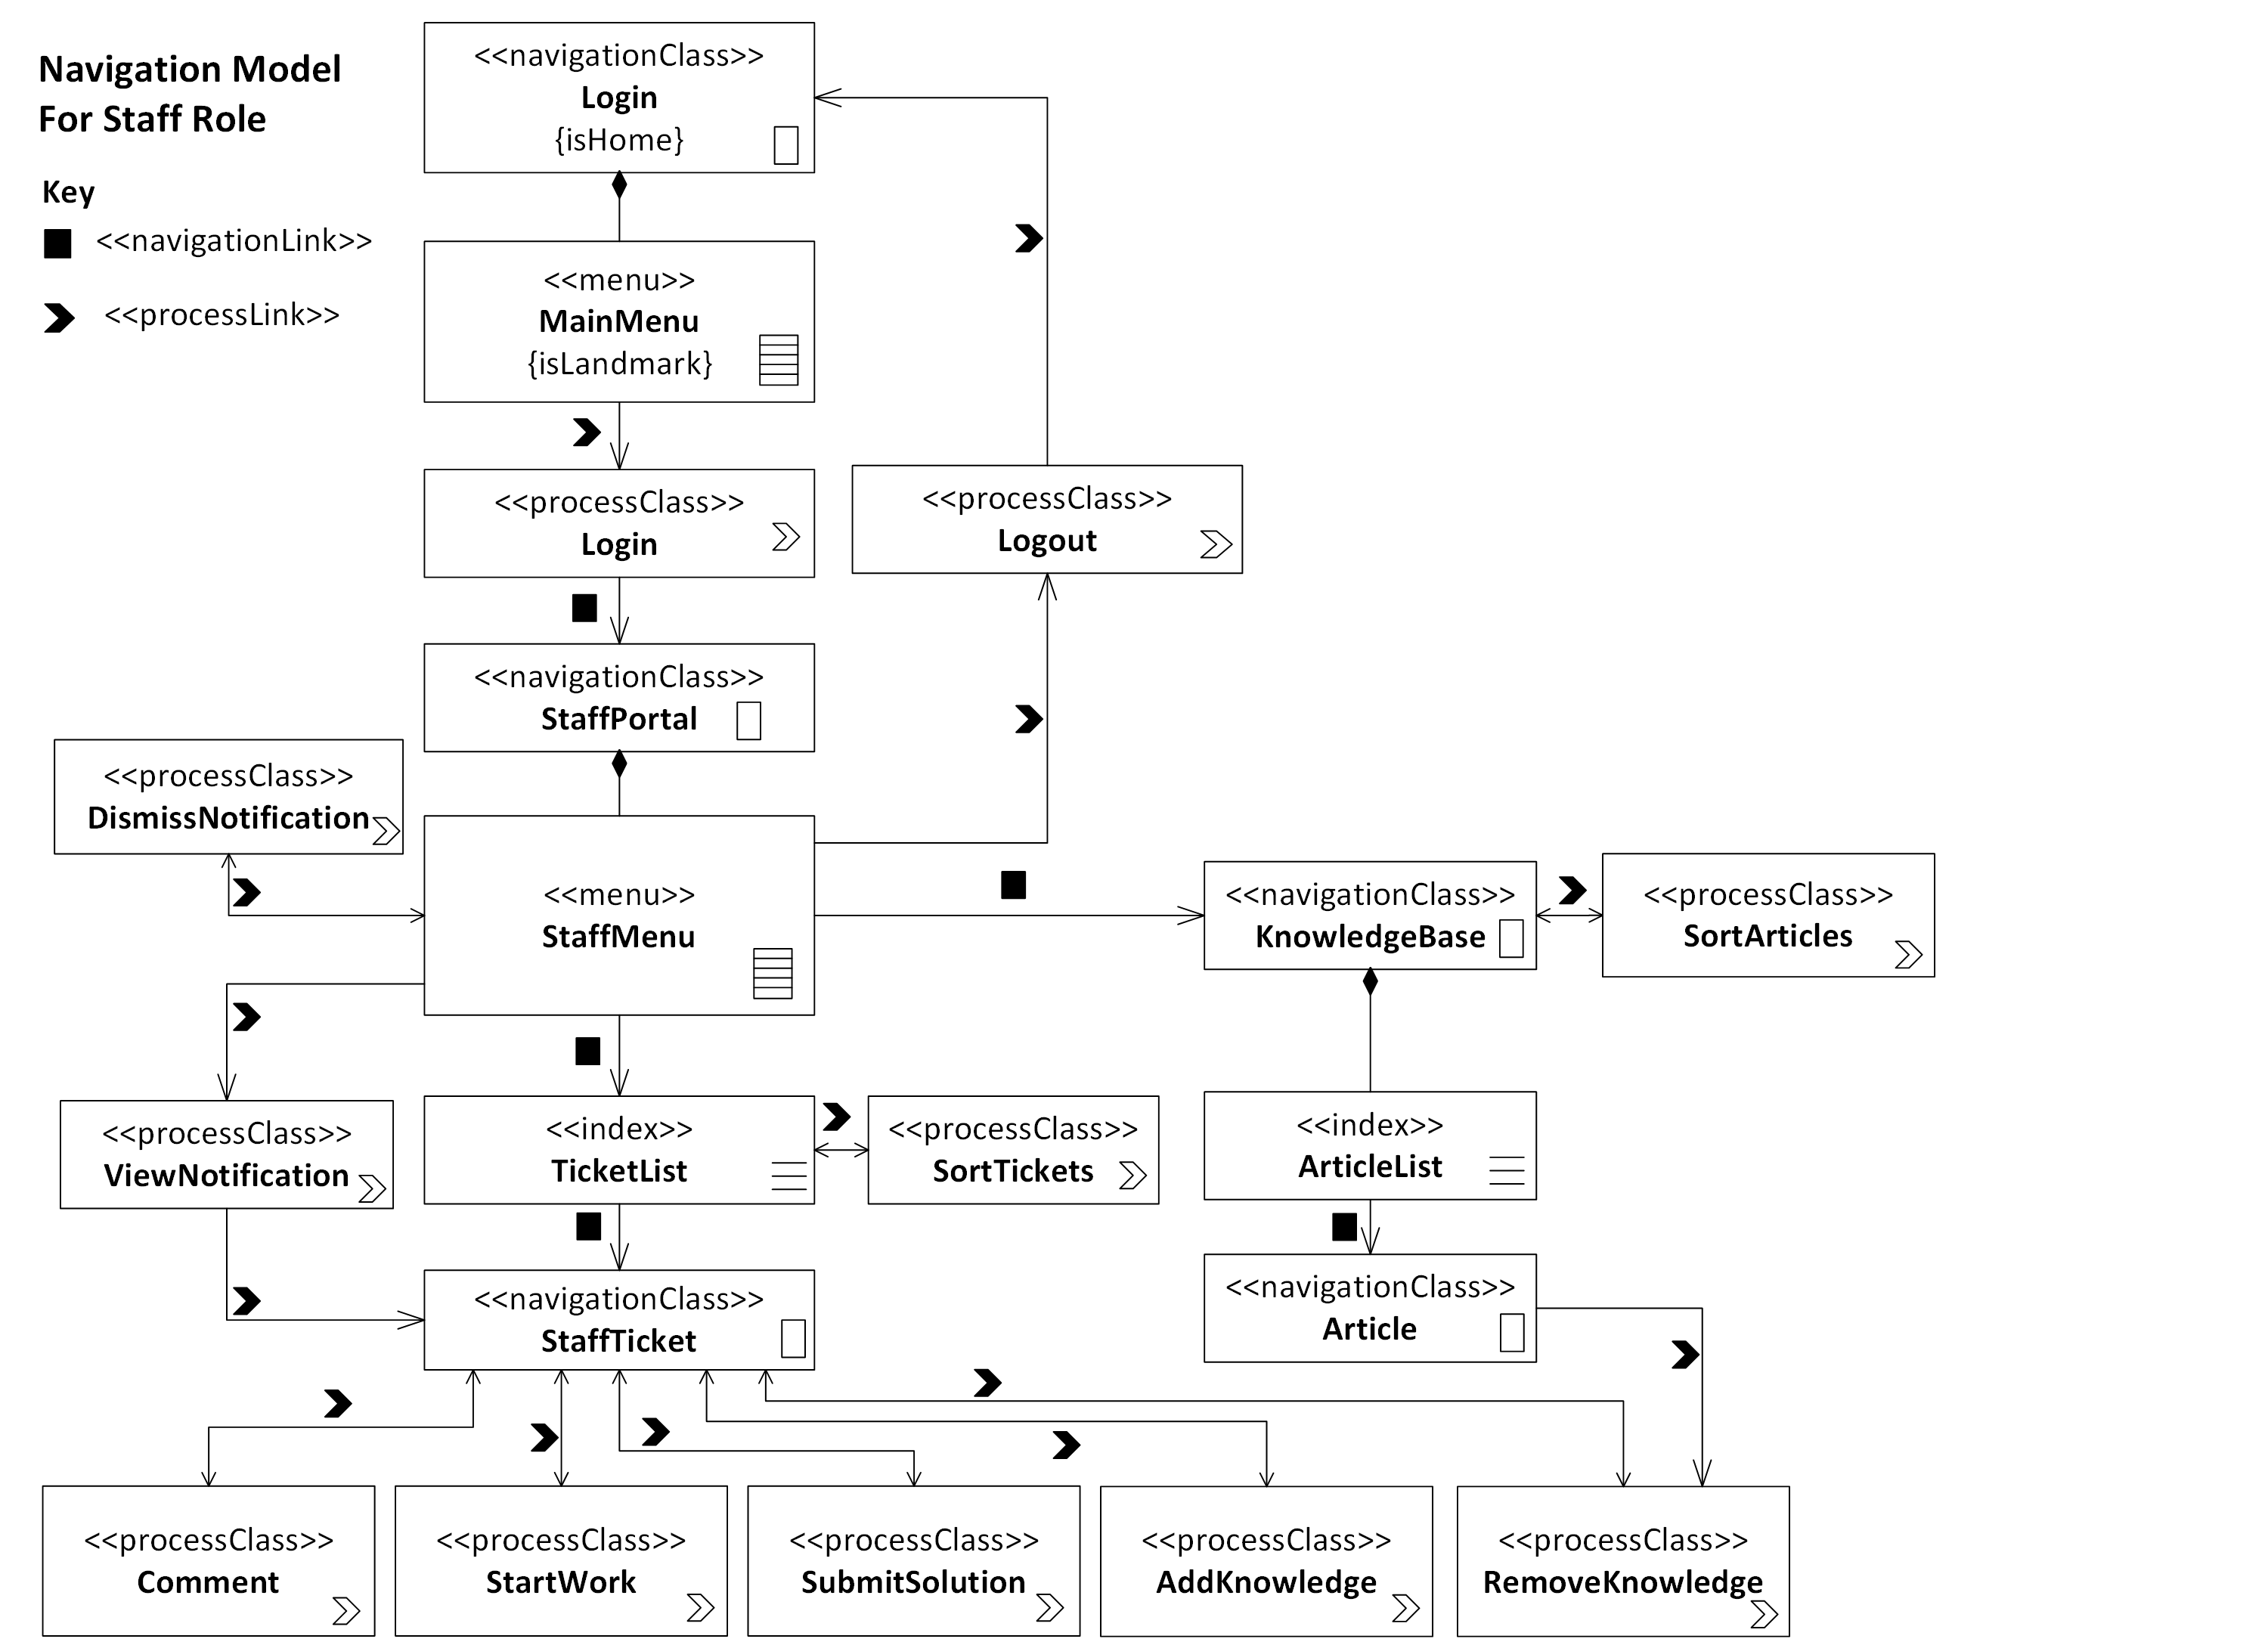 Navigation Model
For Staff Role
Key
<<navigationLink>>
<<processLink>>
<<navigationClass>>
Login
{isHome}
<<menu>>
MainMenu
{isLandmark}
<<processClass>>
Login
<<processClass>>
Logout
<<navigationClass>>
StaffPortal
<<processClass>>
DismissNotification
<<menu>>
StaffMenu
<<navigationClass>>
KnowledgeBase
<<processClass>>
SortArticles
<<processClass>>
ViewNotification
<<index>>
TicketList
<<processClass>>
SortTickets
<<index>>
ArticleList
<<navigationClass>>
StaffTicket
<<navigationClass>>
Article
<<processClass>>
Comment
<<processClass>>
StartWork
<<processClass>>
SubmitSolution
<<processClass>>
AddKnowledge
<<processClass>>
RemoveKnowledge